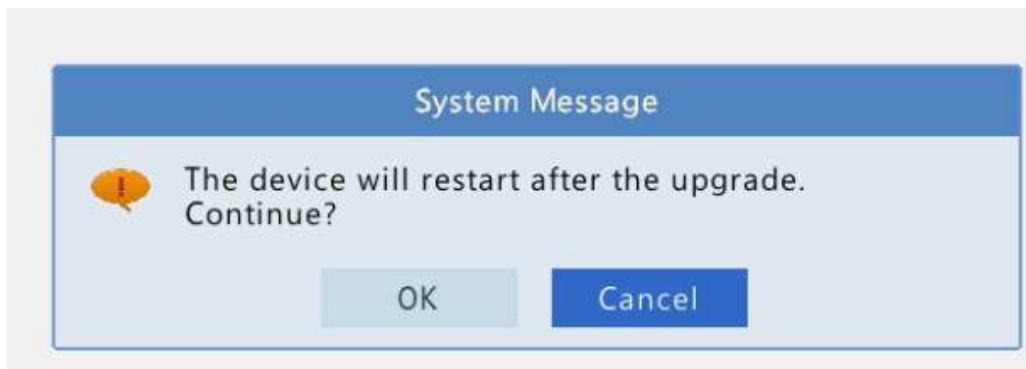 System Message
The device will restart after the upgrade.
Continue?
OK
Cancel